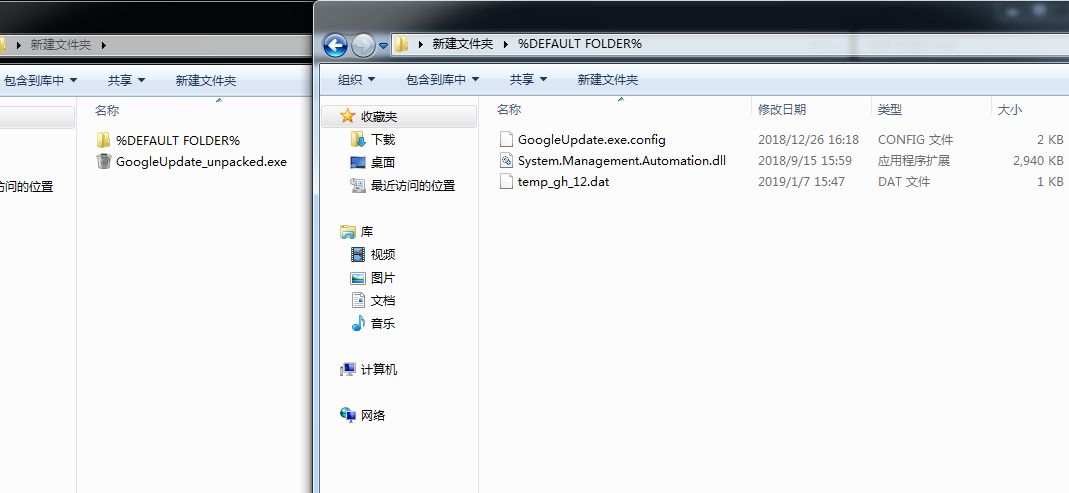 新建文件夹
包含到库中 共享 新建文件夹
名称
%DEFAULT FOLDER%
GoogleUpdate_unpacked.exe
访问的位置
新建文件夹 %DEFAULT FOLDER%
组织 包含到库中 共享 新建文件夹
收藏夹
下载
桌面
最近访问的位置
库
视频
图片
文档
音乐
计算机
网络
名称 修改日期 类型 大小
GoogleUpdate.exe.config 2018/12/26 16:18 CONFIG 文件 2 KB
System.Management.Automation.dll 2018/9/15 15:59 应用程序扩展 2,940 KB
temp_gh_12.dat 2019/1/7 15:47 DAT 文件 1 KB